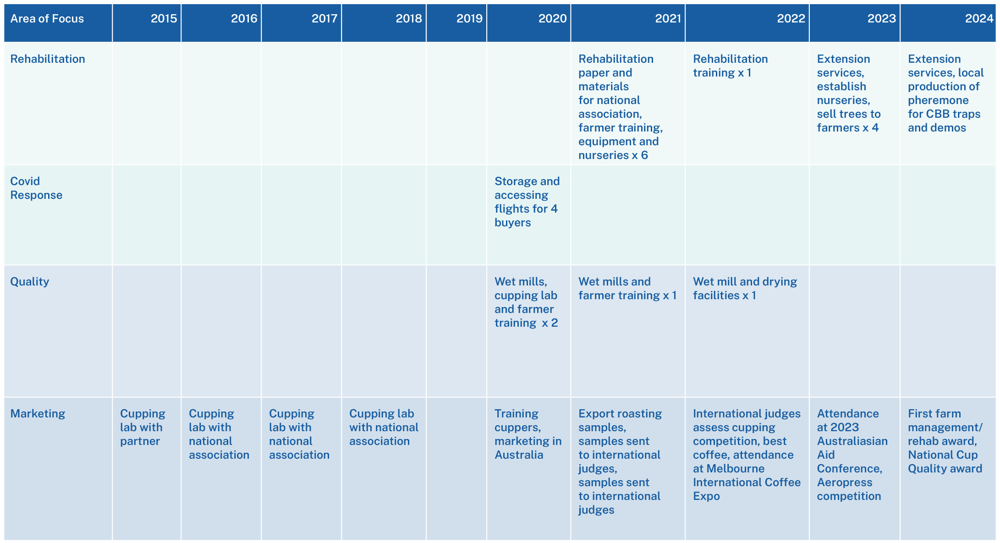 Area of Focus
2015
2016
2017
2018
2019
2020
2021
2022
2023
2024
Rehabilitation
Rehabilitation
paper and
materials
for national
association,
farmer training,
equipment and
nurseries x 6
Rehabilitation
training x 1
Extension
services,
establish
nurseries,
sell trees to
farmers x 4
Extension
services, local
production of
pheremone
for CBB traps
and demos
Covid
Response
Storage and
accessing
flights for 4
buyers
Quality
Wet mills,
cupping lab
and farmer
training  x 2
Wet mills and
farmer training x 1
Wet mill and drying
facilities x 1
Marketing
Cupping
lab with
partner
Cupping
lab with
national
association
Cupping
lab with
national
association
Cupping lab
with national
association
Training
cuppers,
marketing in
Australia
Export roasting
samples,
samples sent
to international
judges,
samples sent
to international
judges
International judges
assess cupping
competition, best
coffee, attendance
at Melbourne
International Coffee
Expo
Attendance
at 2023
Australiasian
Aid
Conference,
Aeropress
competition
First farm
management/
rehab award,
National Cup
Quality award